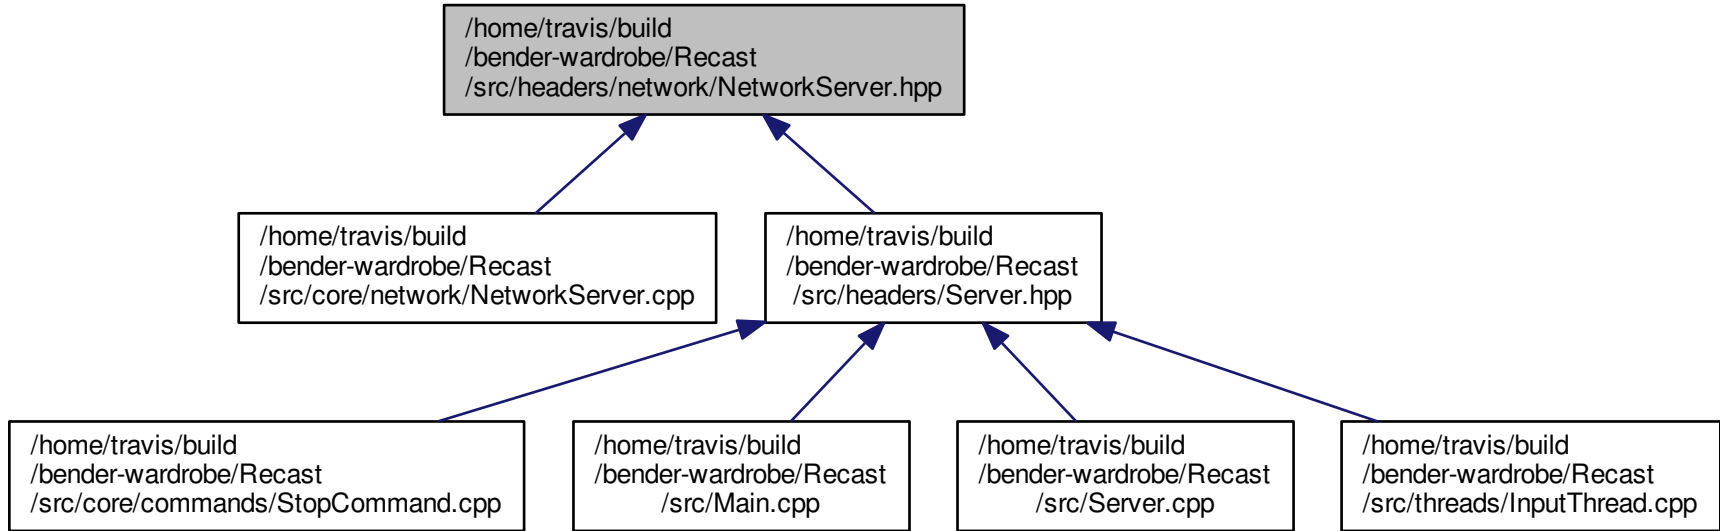 /home/travis/build
/bender-wardrobe/Recast
/src/headers/network/NetworkServer.hpp
/home/travis/build
/bender-wardrobe/Recast
/src/core/network/NetworkServer.cpp
/home/travis/build
/bender-wardrobe/Recast
/src/headers/Server.hpp
/home/travis/build
/bender-wardrobe/Recast
/src/core/commands/StopCommand.cpp
/home/travis/build
/bender-wardrobe/Recast
/src/Main.cpp
/home/travis/build
/bender-wardrobe/Recast
/src/Server.cpp
/home/travis/build
/bender-wardrobe/Recast
/src/threads/InputThread.cpp